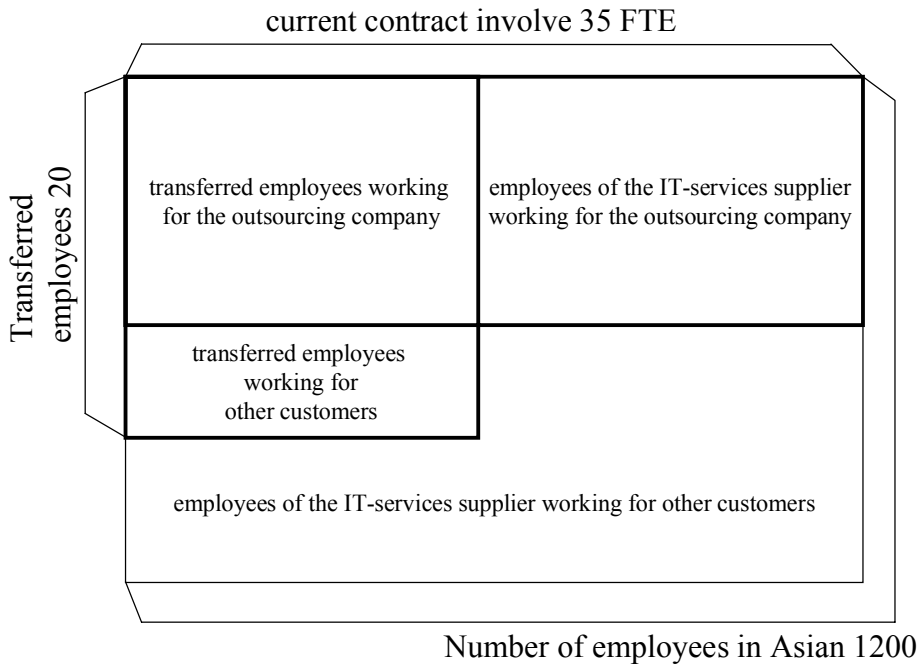 current contract involve 35 FTE
Transferred
employees 20
transferred employees working
for the outsourcing company
employees of the IT-services supplier
working for the outsourcing company
transferred employees
working for
other customers
employees of the IT-services supplier working for other customers
Number of employees in Asian 1200